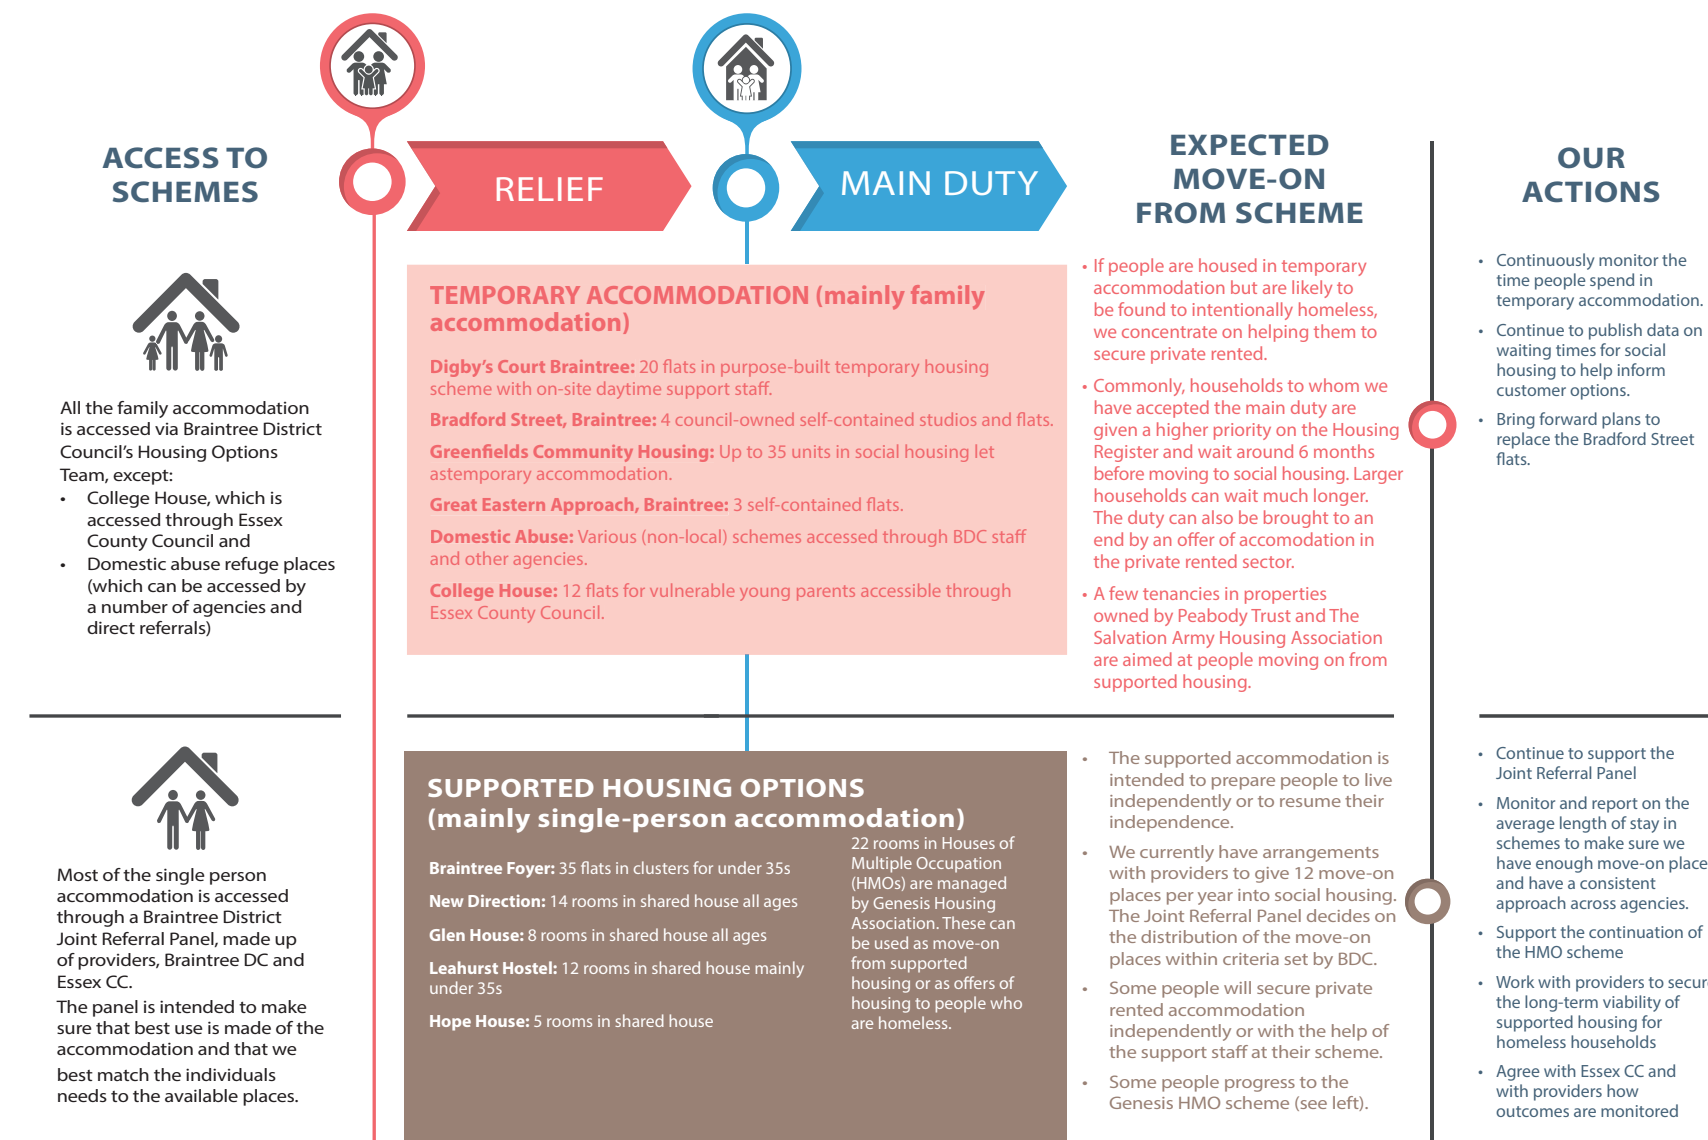 ACCESS TO
SCHEMES
RELIEF
MAIN DUTY
EXPECTED
MOVE-ON
FROM SCHEME
OUR
ACTIONS
All the family accommodation
is accessed via Braintree District
Council's Housing Options
Team, except:
• College House, which is
accessed through Essex
County Council and
• Domestic abuse refuge places
(which can be accessed by
a number of agencies and
direct referrals)
TEMPORARY ACCOMMODATION (mainly family
accommodation)
Digby's Court Braintree: 20 flats in purpose-built temporary housing
scheme with on-site daytime support staff.
Bradford Street, Braintree: 4 council-owned self-contained studios and flats.
Greenfields Community Housing: Up to 35 units in social housing let
astemporary accommodation.
Great Eastern Approach, Braintree: 3 self-contained flats.
Domestic Abuse: Various (non-local) schemes accessed through BDC staff
and other agencies.
College House: 12 flats for vulnerable young parents accessible through
Essex County Council.
• If people are housed in temporary
accommodation but are likely to
be found to intentionally homeless,
we concentrate on helping them to
secure private rented.
• Commonly, households to whom we
have accepted the main duty are
given a higher priority on the Housing
Register and wait around 6 months
before moving to social housing. Larger
households can wait much longer.
The duty can also be brought to an
end by an offer of accomodation in
the private rented sector.
• A few tenancies in properties
owned by Peabody Trust and The
Salvation Army Housing Association
are aimed at people moving on from
supported housing.
• Continuously monitor the
time people spend in
temporary accommodation.
• Continue to publish data on
waiting times for social
housing to help inform
customer options.
• Bring forward plans to
replace the Bradford Street
flats.
Most of the single person
accommodation is accessed
through a Braintree District
Joint Referral Panel, made up
of providers, Braintree DC and
Essex CC.
The panel is intended to make
sure that best use is made of the
accommodation and that we
best match the individuals
needs to the available places.
SUPPORTED HOUSING OPTIONS
(mainly single-person accommodation)
Braintree Foyer: 35 flats in clusters for under 35s
New Direction: 14 rooms in shared house all ages
Glen House: 8 rooms in shared house all ages
Leahurst Hostel: 12 rooms in shared house mainly
under 35s
Hope House: 5 rooms in shared house
22 rooms in Houses of
Multiple Occupation
(HMOs) are managed
by Genesis Housing
Association. These can
be used as move-on
from supported
housing or as offers of
housing to people who
are homeless.
• The supported accommodation is
intended to prepare people to live
independently or to resume their
independence.
• We currently have arrangements
with providers to give 12 move-on
places per year into social housing.
The Joint Referral Panel decides on
the distribution of the move-on
places within criteria set by BDC.
• Some people will secure private
rented accommodation
independently or with the help of
the support staff at their scheme.
• Some people progress to the
Genesis HMO scheme (see left).
• Continue to support the
Joint Referral Panel
• Monitor and report on the
average length of stay in
schemes to make sure we
have enough move-on place
and have a consistent
approach across agencies.
• Support the continuation of
the HMO scheme
• Work with providers to secur
the long-term viability of
supported housing for
homeless households
• Agree with Essex CC and
with providers how
outcomes are monitored